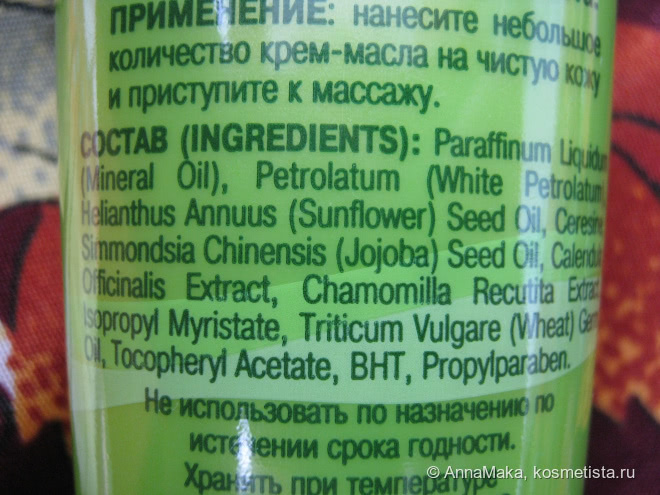 ПРИМЕНЕНИЕ: нанесите небольшое
количество крем-масла на чистую кожу
и приступите к массажу.
СОСТАВ (INGREDIENTS): Paraffinum Liquidum
(Mineral Oil), Petrolatum (White Petrolatum),
Helianthus Annuus (Sunflower) Seed Oil, Ceresine,
Simmondsia Chinensis (Jojoba) Seed Oil, Calendula
Officinalis Extract, Chamomilla Recutita Extract,
Isopropyl Myristate, Triticum Vulgare (Wheat) Germ
Oil, Tocopheryl Acetate, BHT, Propylparaben.
Не использовать по назначению по
истечении срока годности.
Хранить при температуре
© AnnaMaka, kosmetista.ru